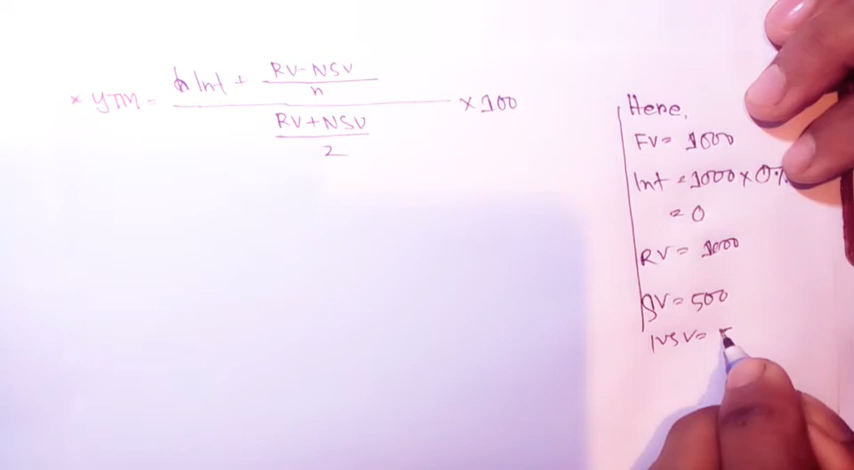 * YTM = Int + RV-NSV / n
RV+NSV / 2
× 100
Here,
FV = 1000
Int = 1000 × 0%
= 0
RV = 1000
SV = 500
NSV =